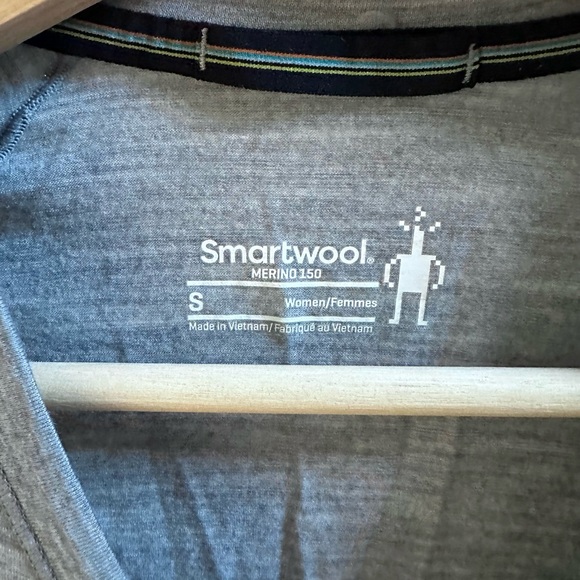 Smartwool®
MERINO 150
S Women/Femmes
Made in Vietnam/Fabriqué au Vietnam